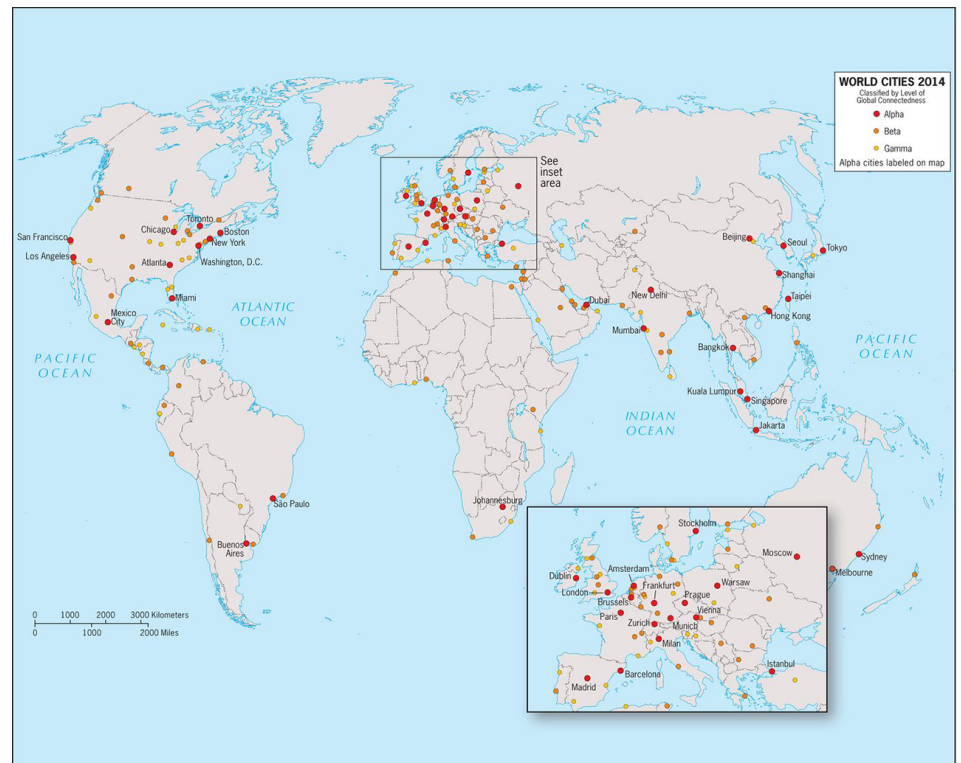 WORLD CITIES 2014
Classified by Level of
Global Connectedness
Alpha
Beta
Gamma
Alpha cities labeled on map
See
inset
area
San Francisco
Los Angeles
Chicago
Toronto
Boston
New York
Washington, D.C.
Atlanta
Miami
Mexico
City
ATLANTIC
OCEAN
PACIFIC
OCEAN
São Paulo
Buenos
Aires
Johannesburg
Dubai
New Delhi
Mumbai
Beijing
Seoul
Tokyo
Shanghai
Taipei
Hong Kong
Bangkok
Kuala Lumpur
Singapore
Jakarta
INDIAN
OCEAN
PACIFIC
OCEAN
Sydney
Melbourne
0 1000 2000 3000 Kilometers
0 1000 2000 Miles
Stockholm
Moscow
Dublin
Amsterdam
London
Frankfurt
Warsaw
Brussels
Prague
Paris
Vienna
Zurich
Munich
Milan
Barcelona
Madrid
Istanbul